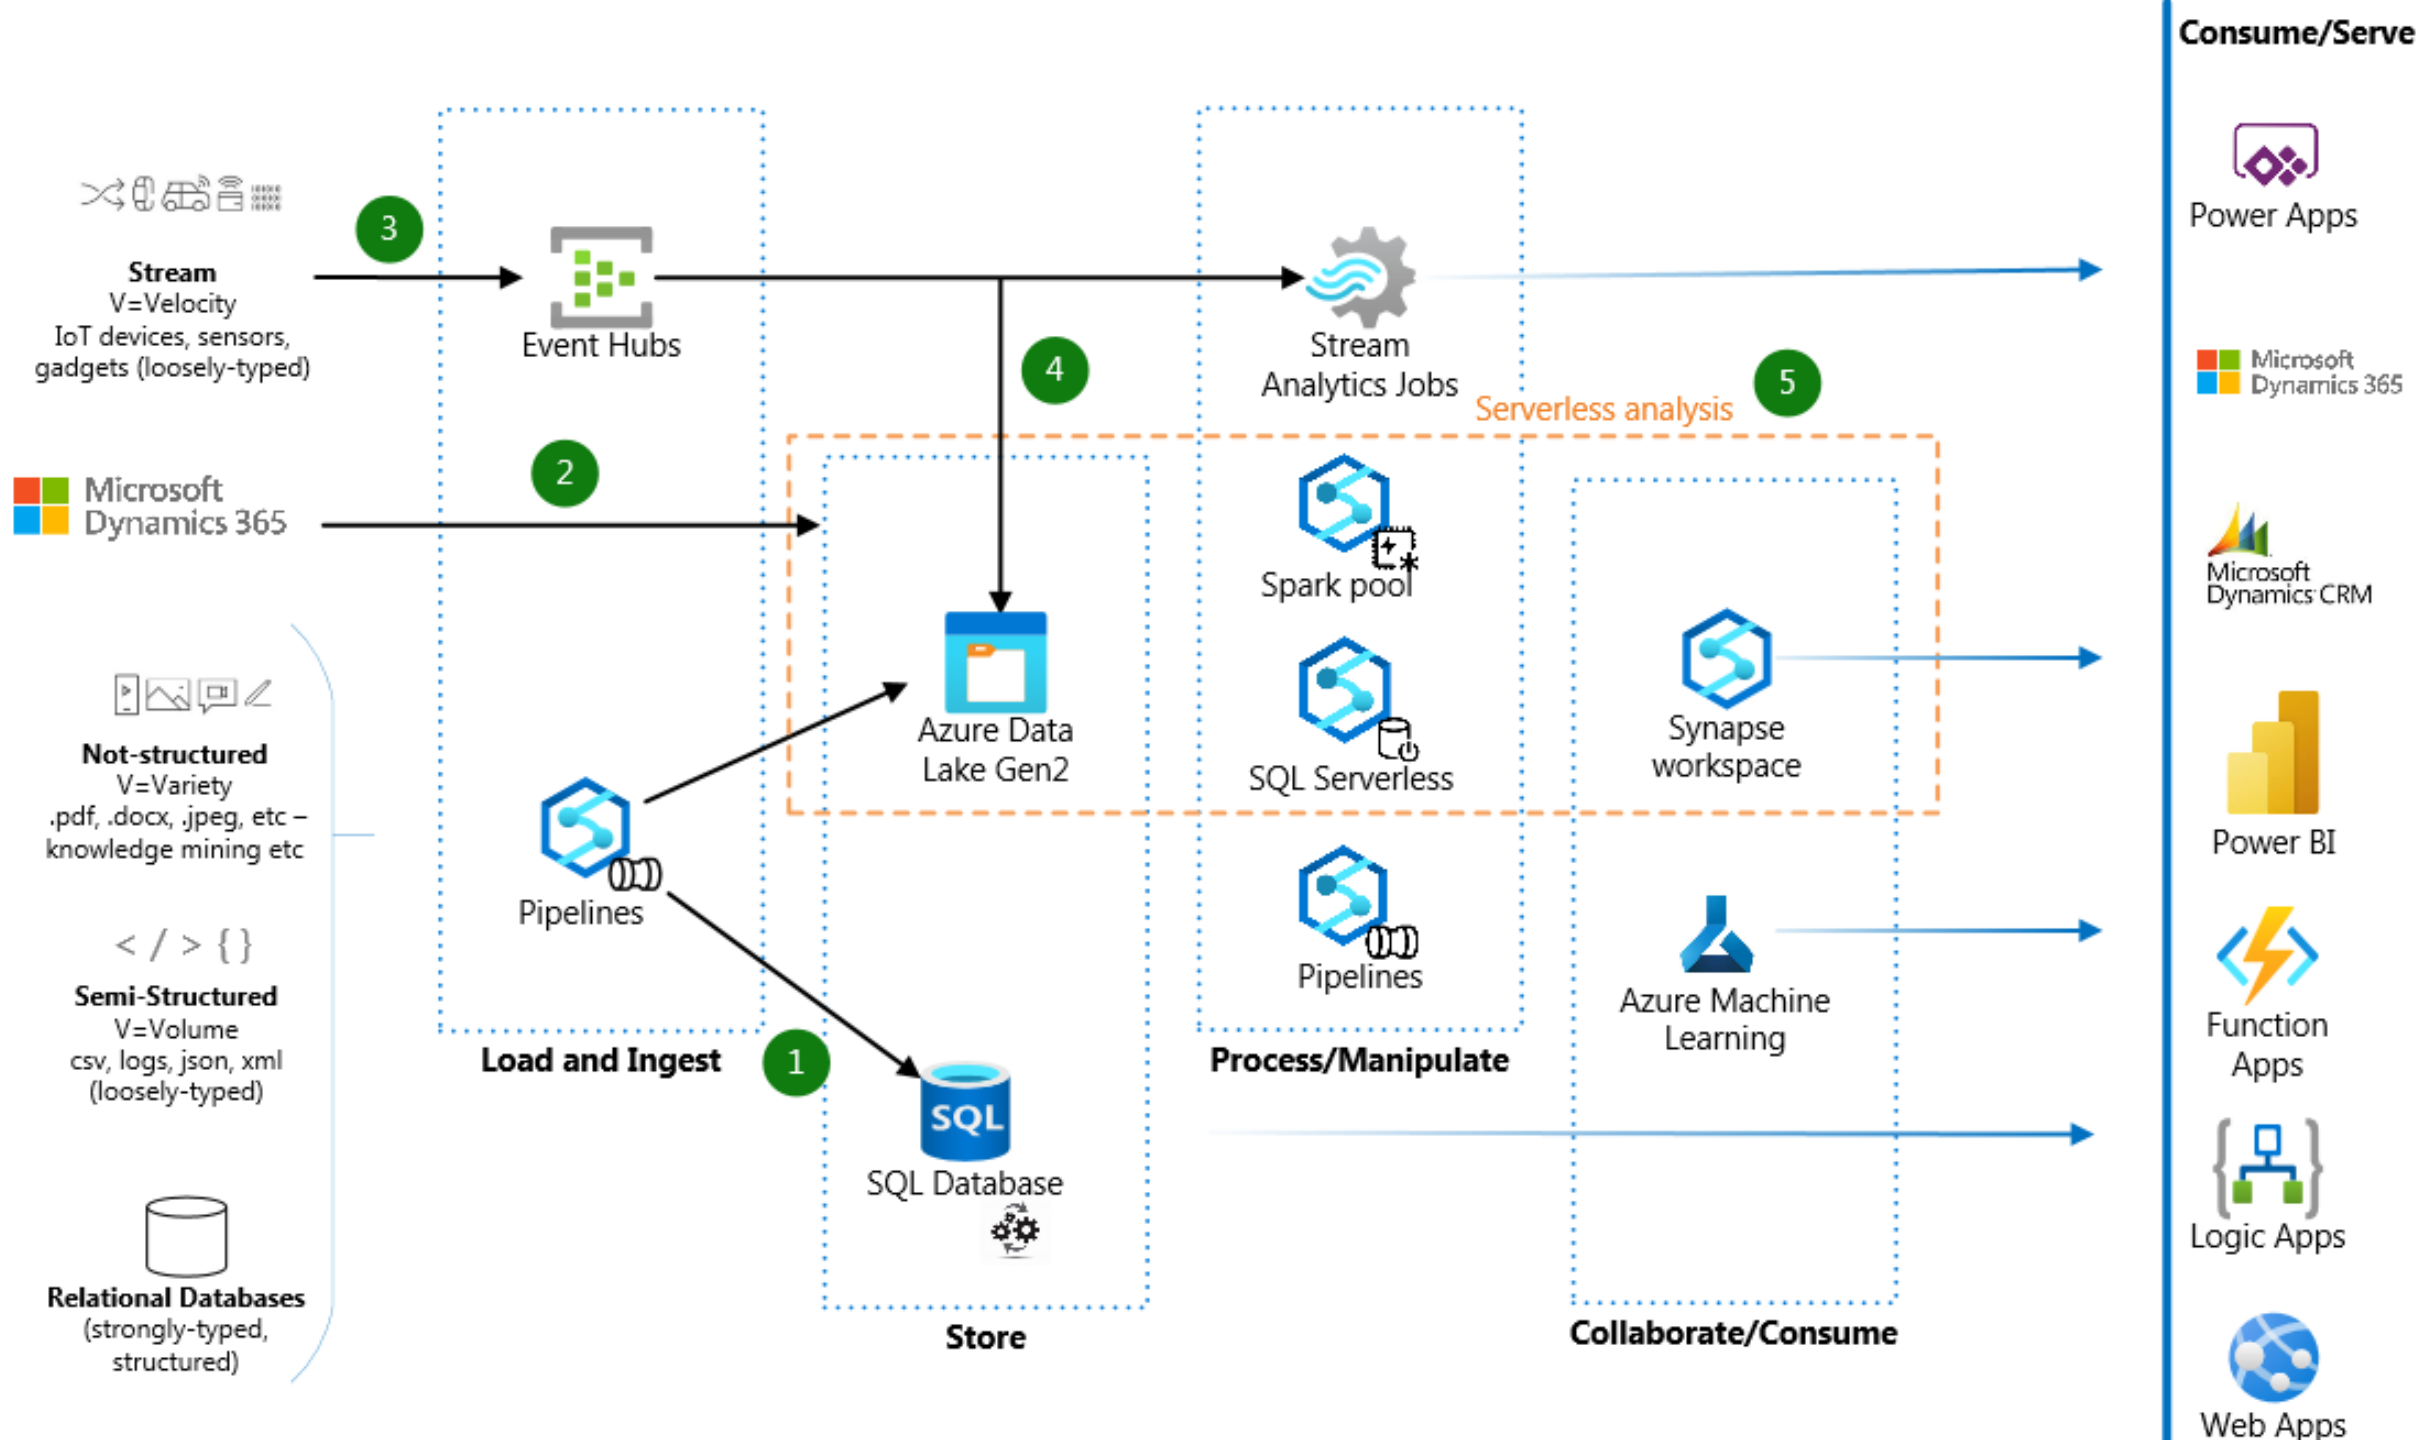 Consume/Serve
3
Stream
V=Velocity
IoT devices, sensors,
gadgets (loosely-typed)
Event Hubs
4
Stream
Analytics Jobs
Serverless analysis
5
2
Microsoft
Dynamics 365
Spark pool
Not-structured
V=Variety
.pdf, .docx, .jpeg, etc –
knowledge mining etc
Azure Data
Lake Gen2
SQL Serverless
Synapse
workspace
Pipelines
Pipelines
< / > { }
Semi-Structured
V=Volume
csv, logs, json, xml
(loosely-typed)
Azure Machine
Learning
Load and Ingest
1
Process/Manipulate
SQL
SQL Database
Relational Databases
(strongly-typed,
structured)
Store
Collaborate/Consume
Power Apps
Microsoft
Dynamics 365
Microsoft
Dynamics CRM
Power BI
Function
Apps
Logic Apps
Web Apps